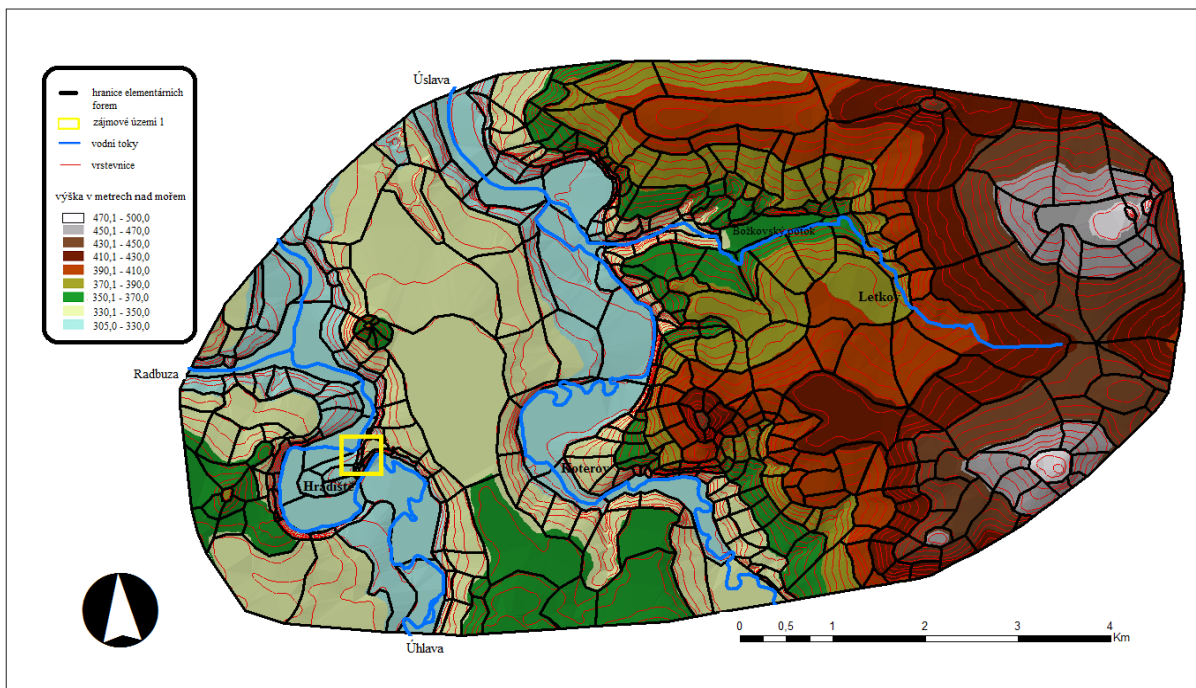 hranice elementárních
forem
zájmové území 1
vodní toky
vrstevnice
výška v metrech nad mořem
470,1 - 500,0
450,1 - 470,0
430,1 - 450,0
410,1 - 430,0
390,1 - 410,0
370,1 - 390,0
350,1 - 370,0
330,1 - 350,0
305,0 - 330,0
Úslava
Božkovský potok
Letkov
Radbuza
Koterov
Hradiště
Úhlava
0 0,5 1 2 3 4
Km